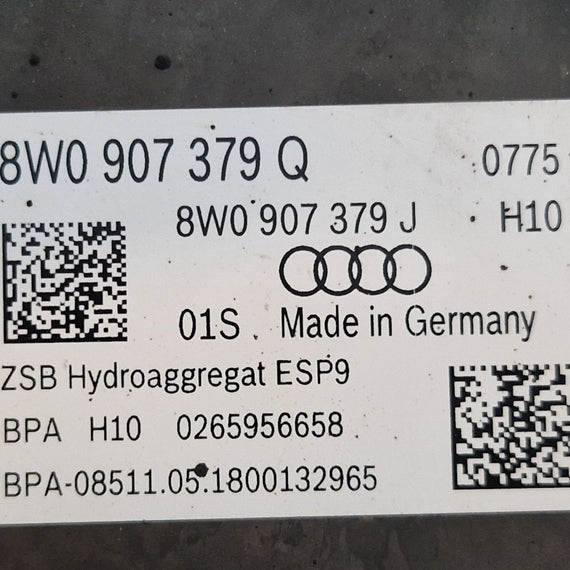 8W0 907 379 Q 0775
8W0 907 379 J H10
01S Made in Germany
ZSB Hydroaggregat ESP9
BPA H10 0265956658
BPA-08511.05.1800132965